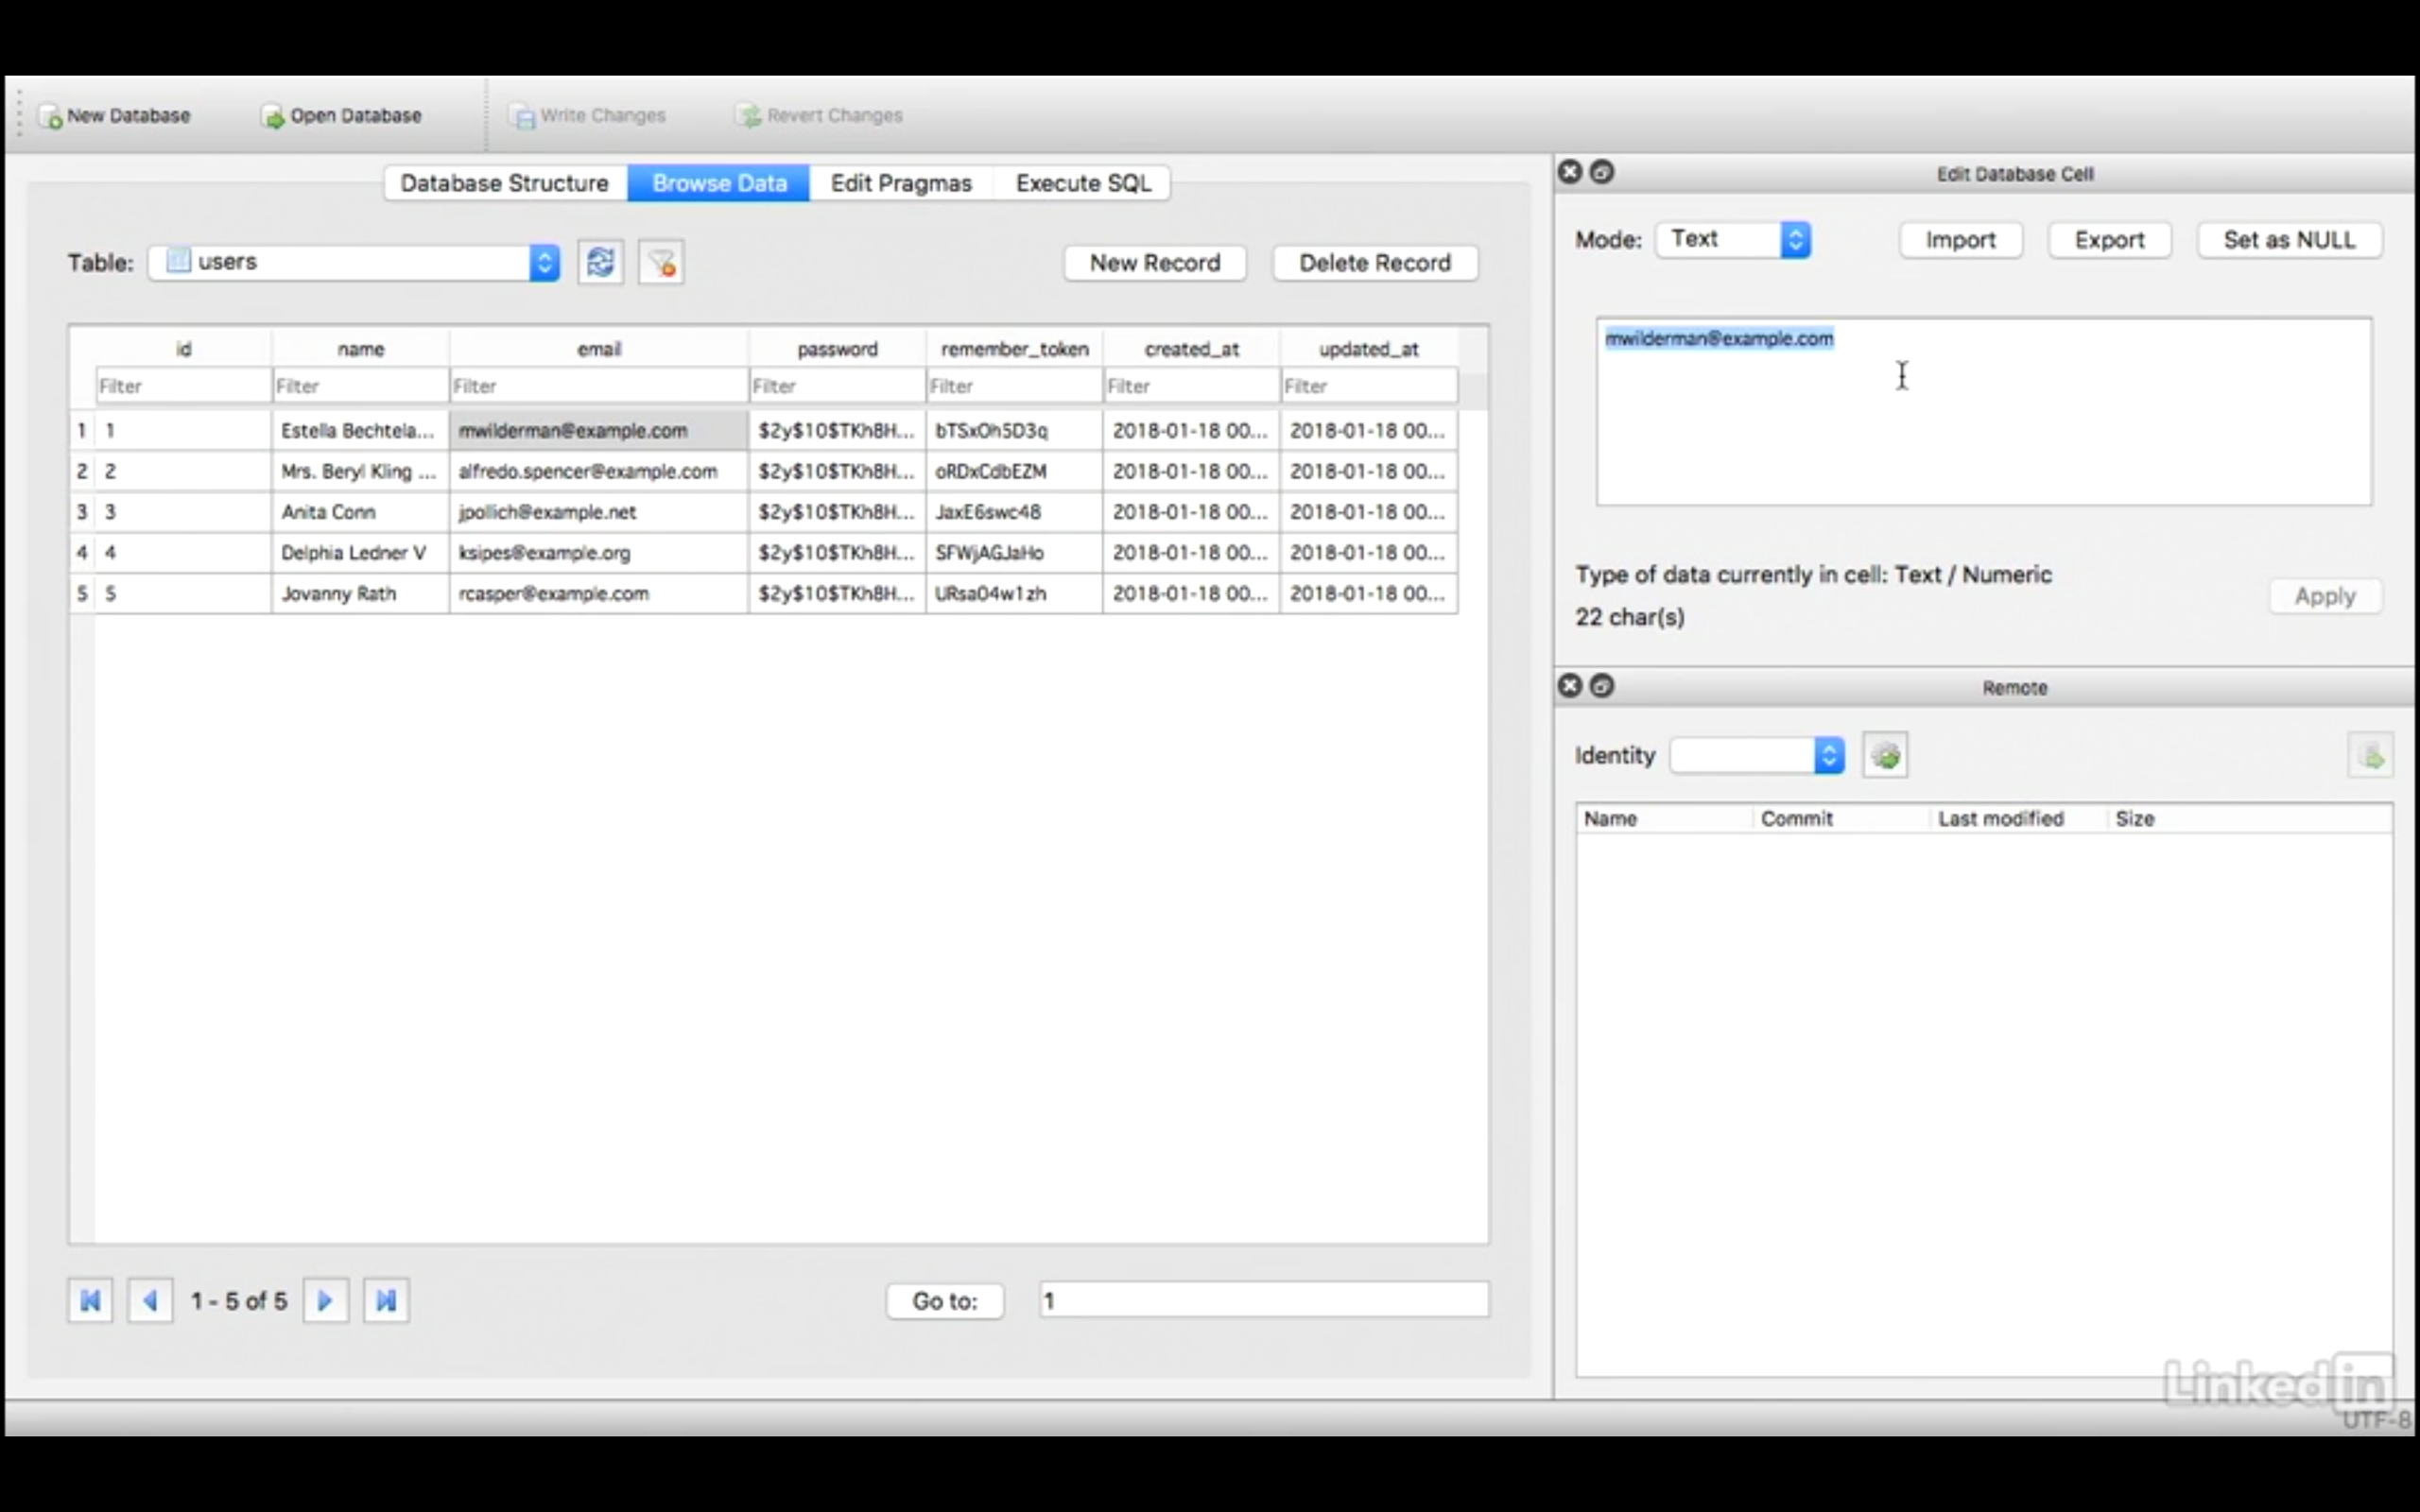 New Database Open Database Write Changes Revert Changes
Database Structure Browse Data Edit Pragmas Execute SQL
Table: users New Record Delete Record
id name email password remember_token created_at updated_at
Filter Filter Filter Filter Filter Filter Filter
1 1 Estella Bechtela... mwilderman@example.com $2y$10$TKh8H... bTSxOh5D3q 2018-01-18 00... 2018-01-18 00...
2 2 Mrs. Beryl Kling ... alfredo.spencer@example.com $2y$10$TKh8H... oRDxCdbEZM 2018-01-18 00... 2018-01-18 00...
3 3 Anita Conn jpollich@example.net $2y$10$TKh8H... JaxE6swc48 2018-01-18 00... 2018-01-18 00...
4 4 Delphia Ledner V ksipes@example.org $2y$10$TKh8H... SFWjAGJaHo 2018-01-18 00... 2018-01-18 00...
5 5 Jovanny Rath rcasper@example.com $2y$10$TKh8H... URsa04w1zh 2018-01-18 00... 2018-01-18 00...
1 - 5 of 5 Go to: 1
Edit Database Cell
Mode: Text Import Export Set as NULL
mwilderman@example.com
Type of data currently in cell: Text / Numeric
22 char(s)
Apply
Remote
Identity
Name Commit Last modified Size
Linked in
UTF-8